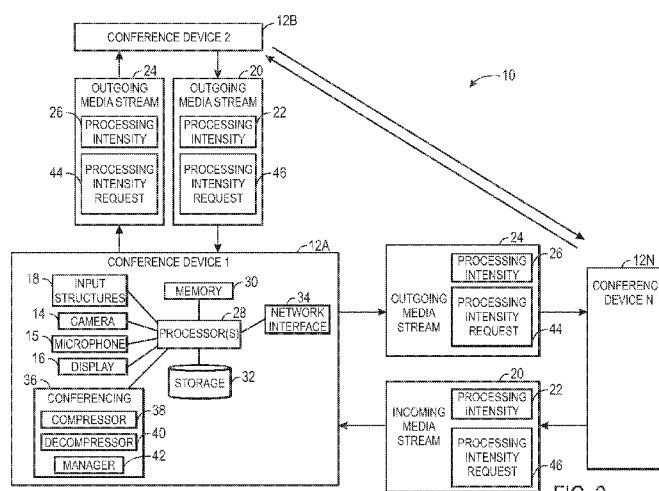 12B
CONFERENCE DEVICE 2
24
20
10
OUTGOING
MEDIA STREAM
OUTGOING
MEDIA STREAM
26
PROCESSING
INTENSITY
22
PROCESSING
INTENSITY
44
PROCESSING
INTENSITY
REQUEST
46
PROCESSING
INTENSITY
REQUEST
CONFERENCE DEVICE 1
12A
18
INPUT
STRUCTURES
MEMORY
30
14
CAMERA
28
34
NETWORK
INTERFACE
15
MICROPHONE
PROCESSOR(S)
16
DISPLAY
36
CONFERENCING
STORAGE
32
COMPRESSOR
38
DECOMPRESSOR
40
MANAGER
42
24
PROCESSING
INTENSITY
26
OUTGOING
MEDIA
STREAM
PROCESSING
INTENSITY
REQUEST
44
12N
CONFERENC
DEVICE N
20
PROCESSING
INTENSITY
22
INCOMING
MEDIA
STREAM
PROCESSING
INTENSITY
REQUEST
46